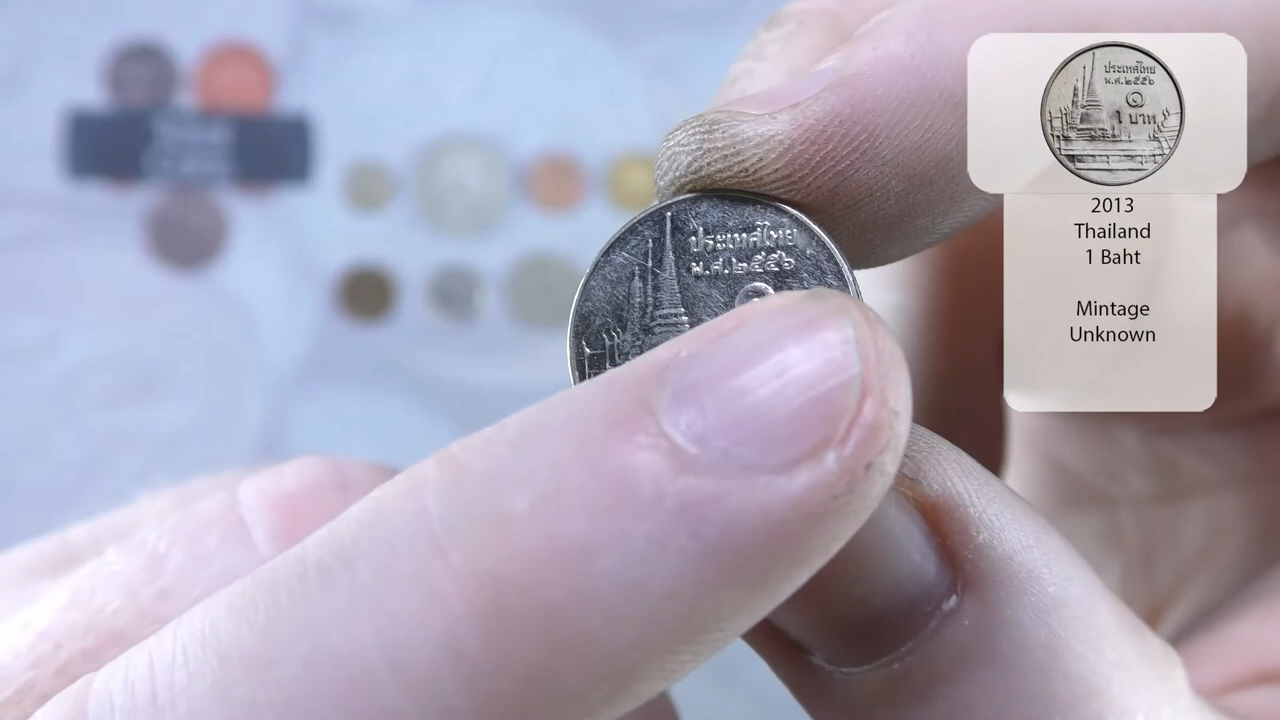 ประเทศไทย
พ.ศ.๒๕๕๖
ประเทศไทย
พ.ศ.๒๕๕๖
๑
1 บาท
2013
Thailand
1 Baht
Mintage
Unknown